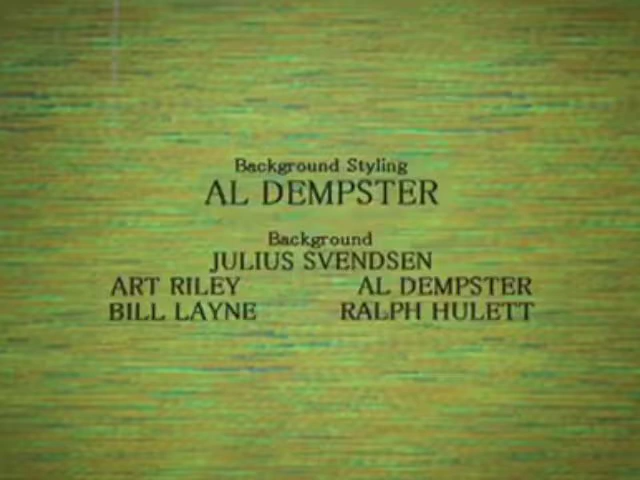 Background Styling
AL DEMPSTER
Background
JULIUS SVENDSEN
ART RILEY AL DEMPSTER
BILL LAYNE RALPH HULETT